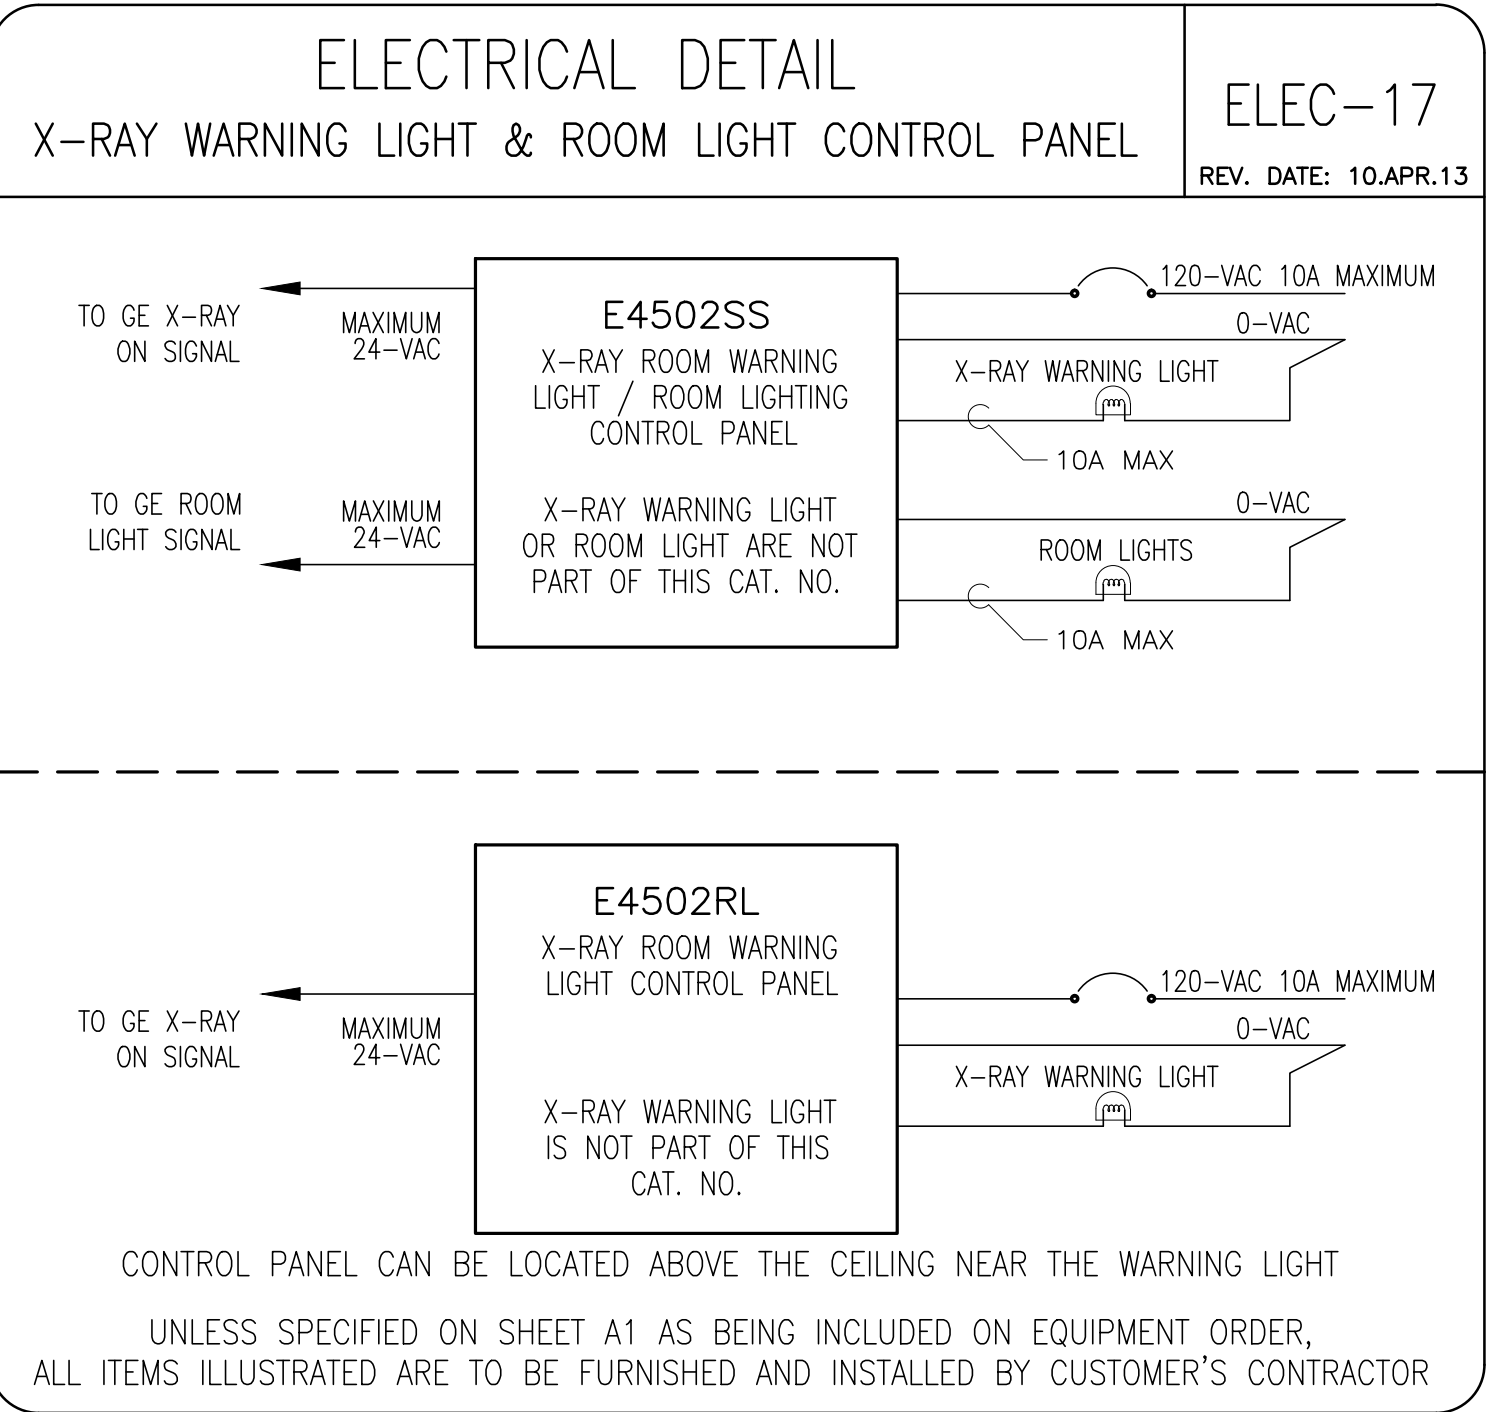 ELECTRICAL DETAIL
X-RAY WARNING LIGHT & ROOM LIGHT CONTROL PANEL
ELEC-17
REV. DATE: 10.APR.13
TO GE X-RAY
ON SIGNAL
MAXIMUM
24-VAC
E4502SS
X-RAY ROOM WARNING
LIGHT / ROOM LIGHTING
CONTROL PANEL
X-RAY WARNING LIGHT
OR ROOM LIGHT ARE NOT
PART OF THIS CAT. NO.
TO GE ROOM
LIGHT SIGNAL
MAXIMUM
24-VAC
120-VAC 10A MAXIMUM
0-VAC
X-RAY WARNING LIGHT
10A MAX
0-VAC
ROOM LIGHTS
10A MAX
E4502RL
X-RAY ROOM WARNING
LIGHT CONTROL PANEL
X-RAY WARNING LIGHT
IS NOT PART OF THIS
CAT. NO.
TO GE X-RAY
ON SIGNAL
MAXIMUM
24-VAC
120-VAC 10A MAXIMUM
0-VAC
X-RAY WARNING LIGHT
CONTROL PANEL CAN BE LOCATED ABOVE THE CEILING NEAR THE WARNING LIGHT
UNLESS SPECIFIED ON SHEET A1 AS BEING INCLUDED ON EQUIPMENT ORDER,
ALL ITEMS ILLUSTRATED ARE TO BE FURNISHED AND INSTALLED BY CUSTOMER'S CONTRACTOR